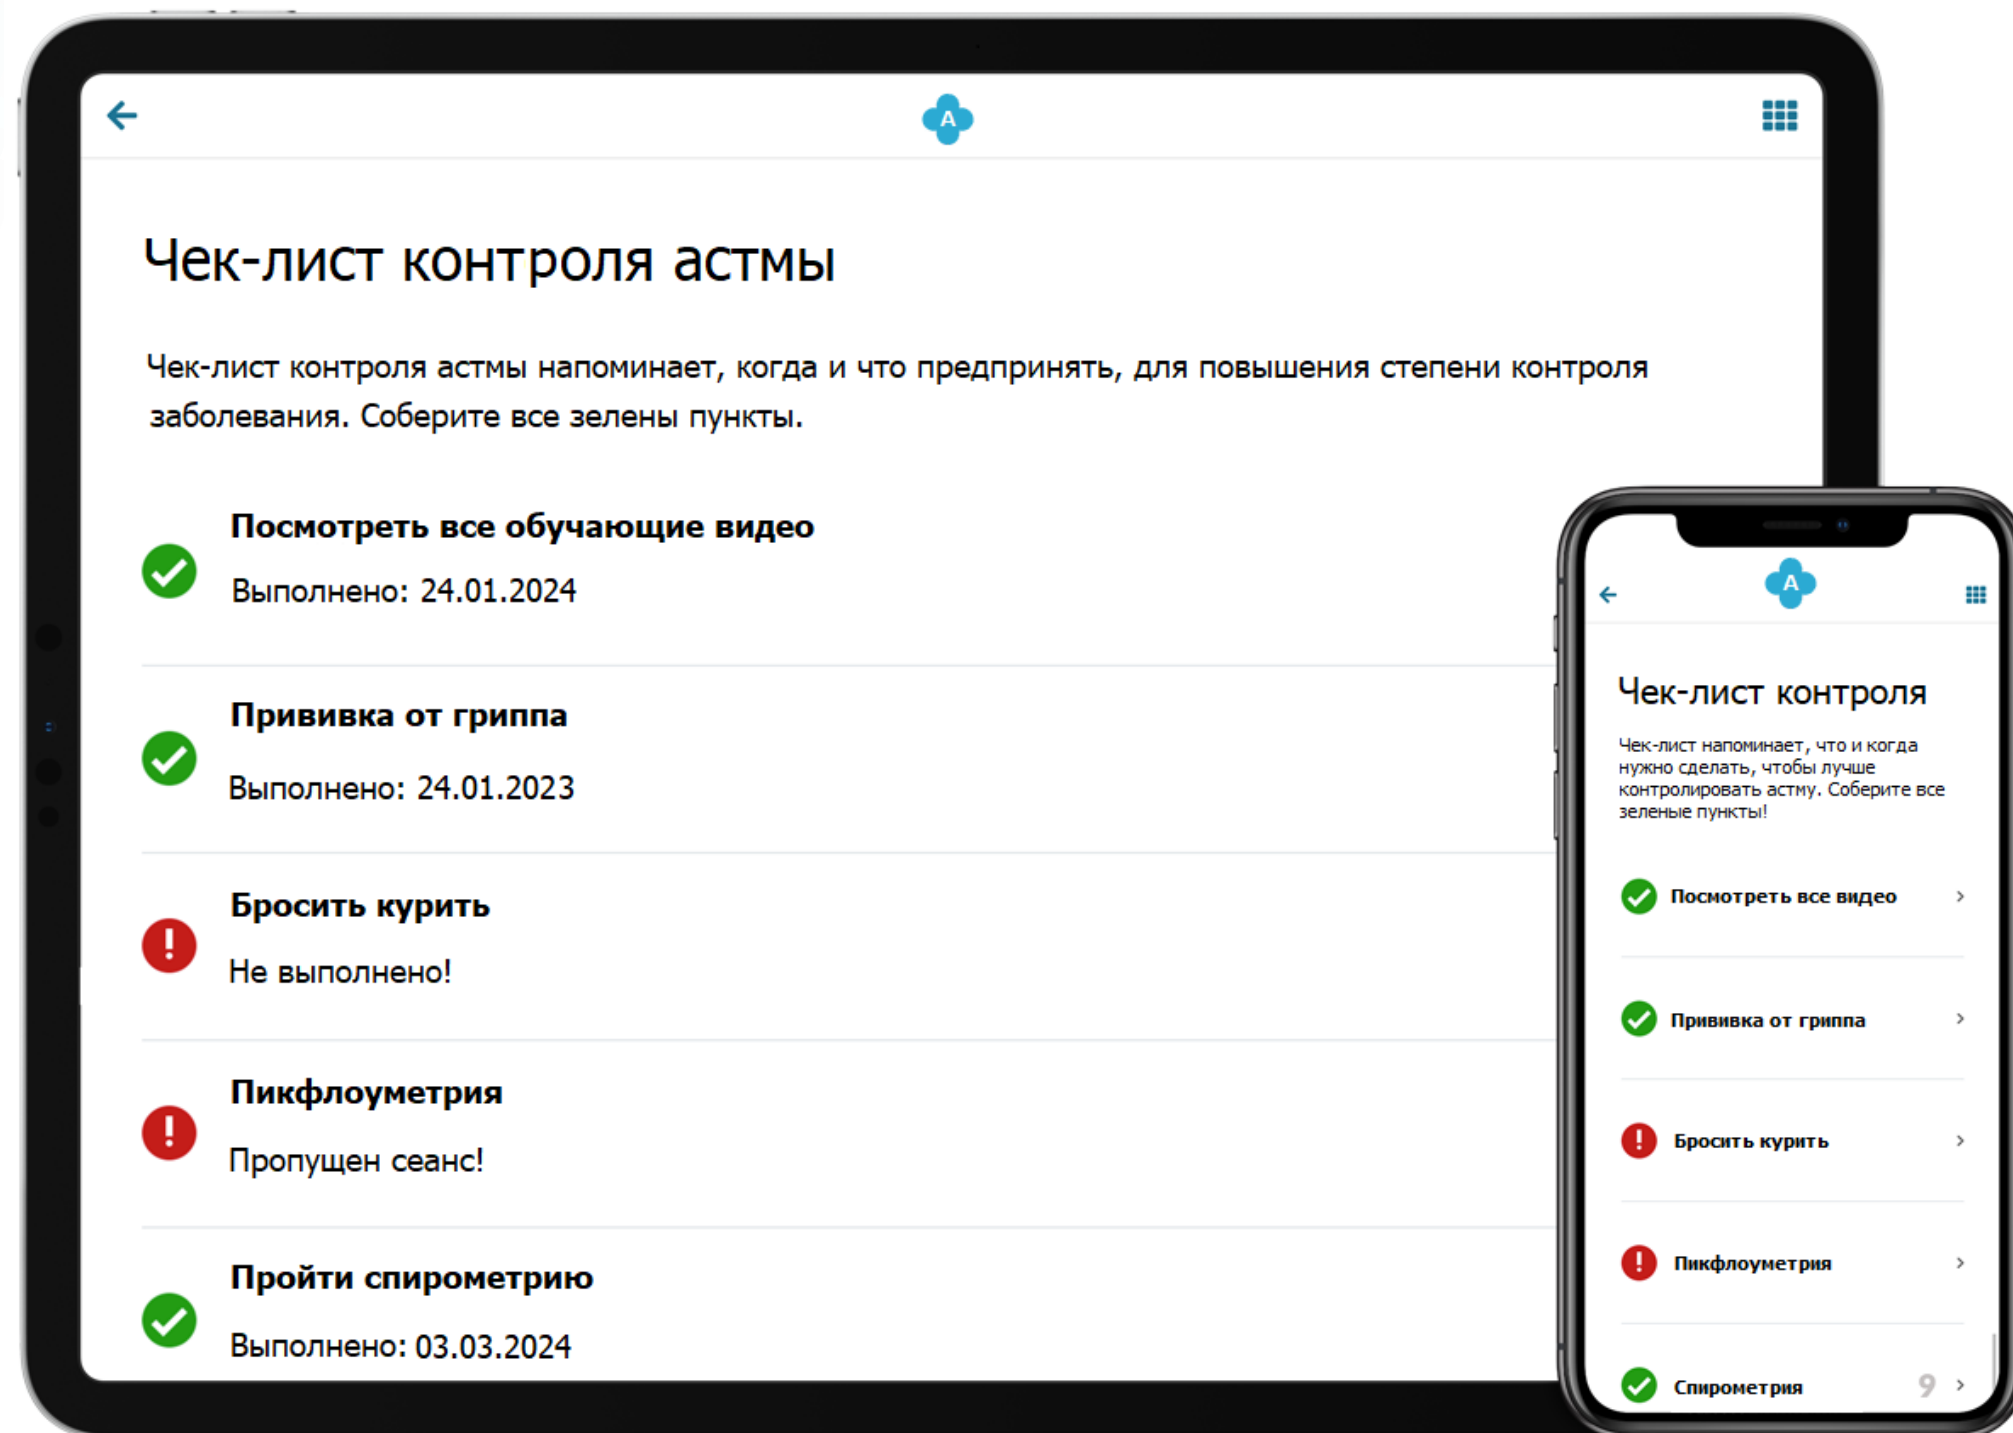 A
Чек-лист контроля астмы
Чек-лист контроля астмы напоминает, когда и что предпринять, для повышения степени контроля
заболевания. Соберите все зелены пункты.
Посмотреть все обучающие видео
Выполнено: 24.01.2024
Прививка от гриппа
Выполнено: 24.01.2023
Бросить курить
Не выполнено!
Пикфлоуметрия
Пропущен сеанс!
Пройти спирометрию
Выполнено: 03.03.2024
A
Чек-лист контроля
Чек-лист напоминает, что и когда
нужно сделать, чтобы лучше
контролировать астму. Соберите все
зеленые пункты!
Посмотреть все видео
Прививка от гриппа
Бросить курить
Пикфлоуметрия
Спирометрия 9